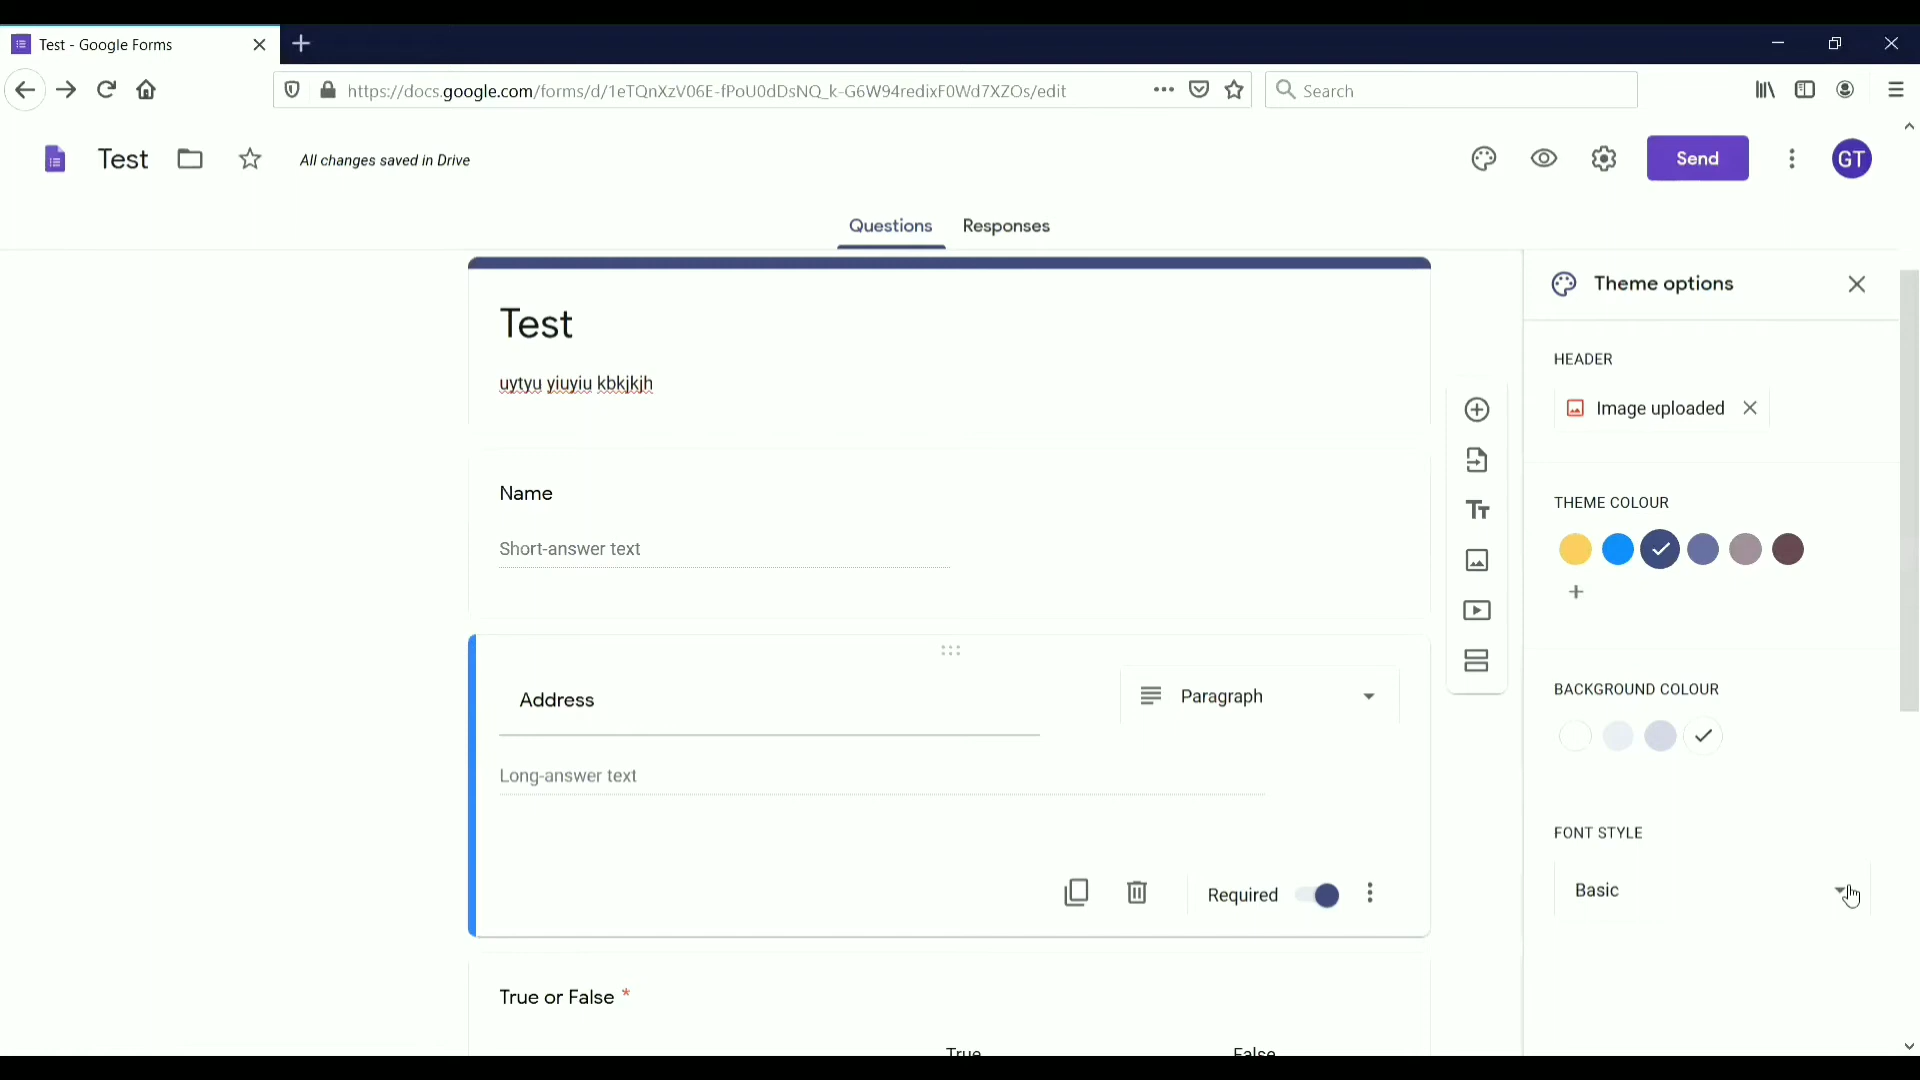 Test - Google Forms
https://docs.google.com/forms/d/1eTQnXzV06E-fPoU0dDsNQ_k-G6W94redixF0Wd7XZOs/edit
Search
Test
All changes saved in Drive
Send
GT
Questions
Responses
Test
uytyu yiuyiu kbkjkjh
Name
Short-answer text
Address
Paragraph
Long-answer text
Required
True or False *
True
False
Theme options
HEADER
Image uploaded
THEME COLOUR
BACKGROUND COLOUR
FONT STYLE
Basic